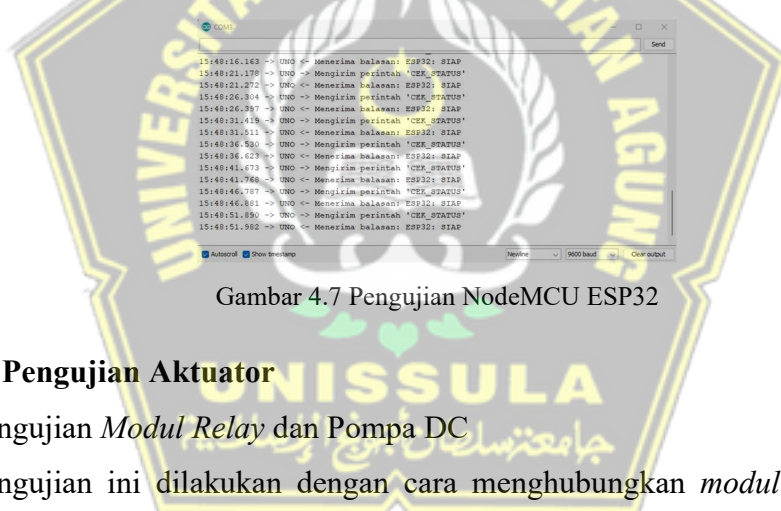 COM3
Send
15:48:16.163 -> UNO <- Menerima balasan: ESP32: SIAP
15:48:21.178 -> UNO -> Mengirim perintah 'CEK_STATUS'
15:48:21.272 -> UNO <- Menerima balasan: ESP32: SIAP
15:48:26.304 -> UNO -> Mengirim perintah 'CEK_STATUS'
15:48:26.397 -> UNO <- Menerima balasan: ESP32: SIAP
15:48:31.419 -> UNO -> Mengirim perintah 'CEK_STATUS'
15:48:31.511 -> UNO <- Menerima balasan: ESP32: SIAP
15:48:36.530 -> UNO -> Mengirim perintah 'CEK_STATUS'
15:48:36.623 -> UNO <- Menerima balasan: ESP32: SIAP
15:48:41.673 -> UNO -> Mengirim perintah 'CEK_STATUS'
15:48:41.768 -> UNO <- Menerima balasan: ESP32: SIAP
15:48:46.787 -> UNO -> Mengirim perintah 'CEK_STATUS'
15:48:46.881 -> UNO <- Menerima balasan: ESP32: SIAP
15:48:51.890 -> UNO -> Mengirim perintah 'CEK_STATUS'
15:48:51.982 -> UNO <- Menerima balasan: ESP32: SIAP
Autoscroll Show timestamp Newline 9600 baud Clear output
Gambar 4.7 Pengujian NodeMCU ESP32
Pengujian Aktuator
ngujian Modul Relay dan Pompa DC
ngujian ini dilakukan dengan cara menghubungkan modul
UNISSULA
AGUNG